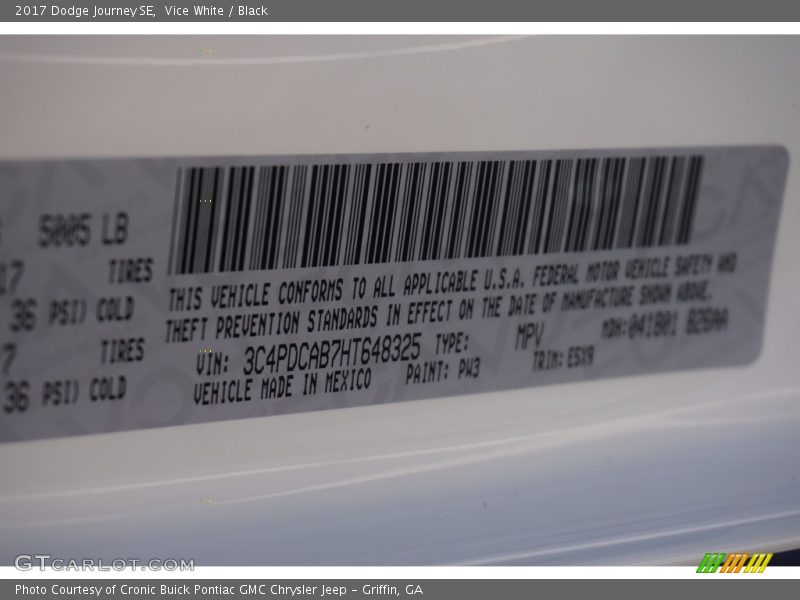 2017 Dodge Journey SE, Vice White / Black
5005 LB
17 TIRES
36 PSI) COLD
7 TIRES
36 PSI) COLD
THIS VEHICLE CONFORMS TO ALL APPLICABLE U.S.A. FEDERAL MOTOR VEHICLE SAFETY AND
THEFT PREVENTION STANDARDS IN EFFECT ON THE DATE OF MANUFACTURE SHOWN ABOVE.
VIN: 3C4PDCAB7HT648325 TYPE: MPV MDH:
VEHICLE MADE IN MEXICO PAINT: PW3 TRIM: E5X9
GTCARLOT.COM
Photo Courtesy of Cronic Buick Pontiac GMC Chrysler Jeep - Griffin, GA